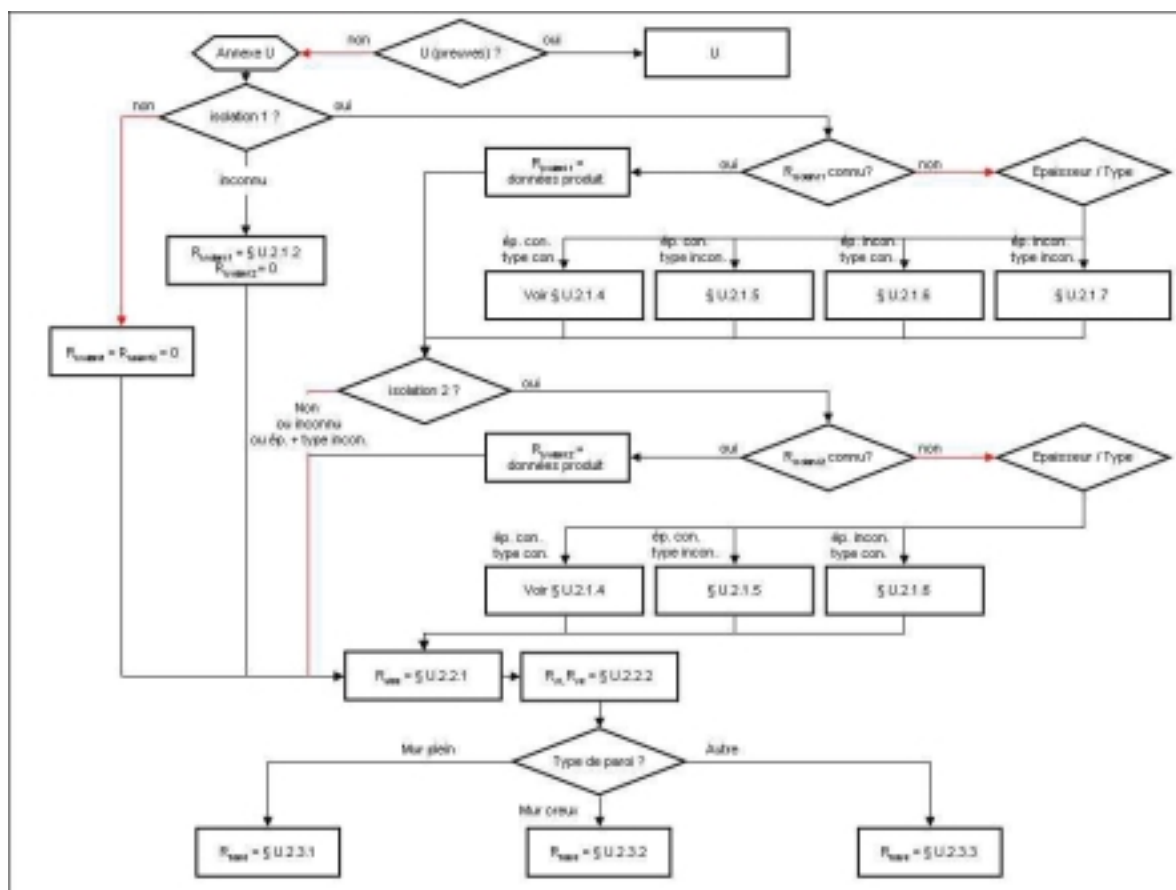 non
U (preuves) ?
oui
U
Annexe U
non
isolation 1 ?
oui
inconnu
R =
données produit
oui
R connu?
non
Epaisseur / Type
R = § U.2.1.2
R = 0
ép. con.
type con.
ép. con.
type incon.
ép. incon.
type con.
ép. incon.
type incon.
Voir § U.2.1.4
§ U.2.1.5
§ U.2.1.6
§ U.2.1.7
R = R = 0
isolation 2 ?
oui
Non
ou inconnu
ou ép. + type incon.
R =
données produit
oui
R connu?
non
Epaisseur / Type
ép. con.
type con.
ép. con.
type incon.
ép. incon.
type con.
Voir § U.2.1.4
§ U.2.1.5
§ U.2.1.6
R = § U.2.2.1
R , R = § U.2.2.2
Mur plein
Type de paroi ?
Autre
Mur creux
R = § U.2.3.1
R = § U.2.3.2
R = § U.2.3.3